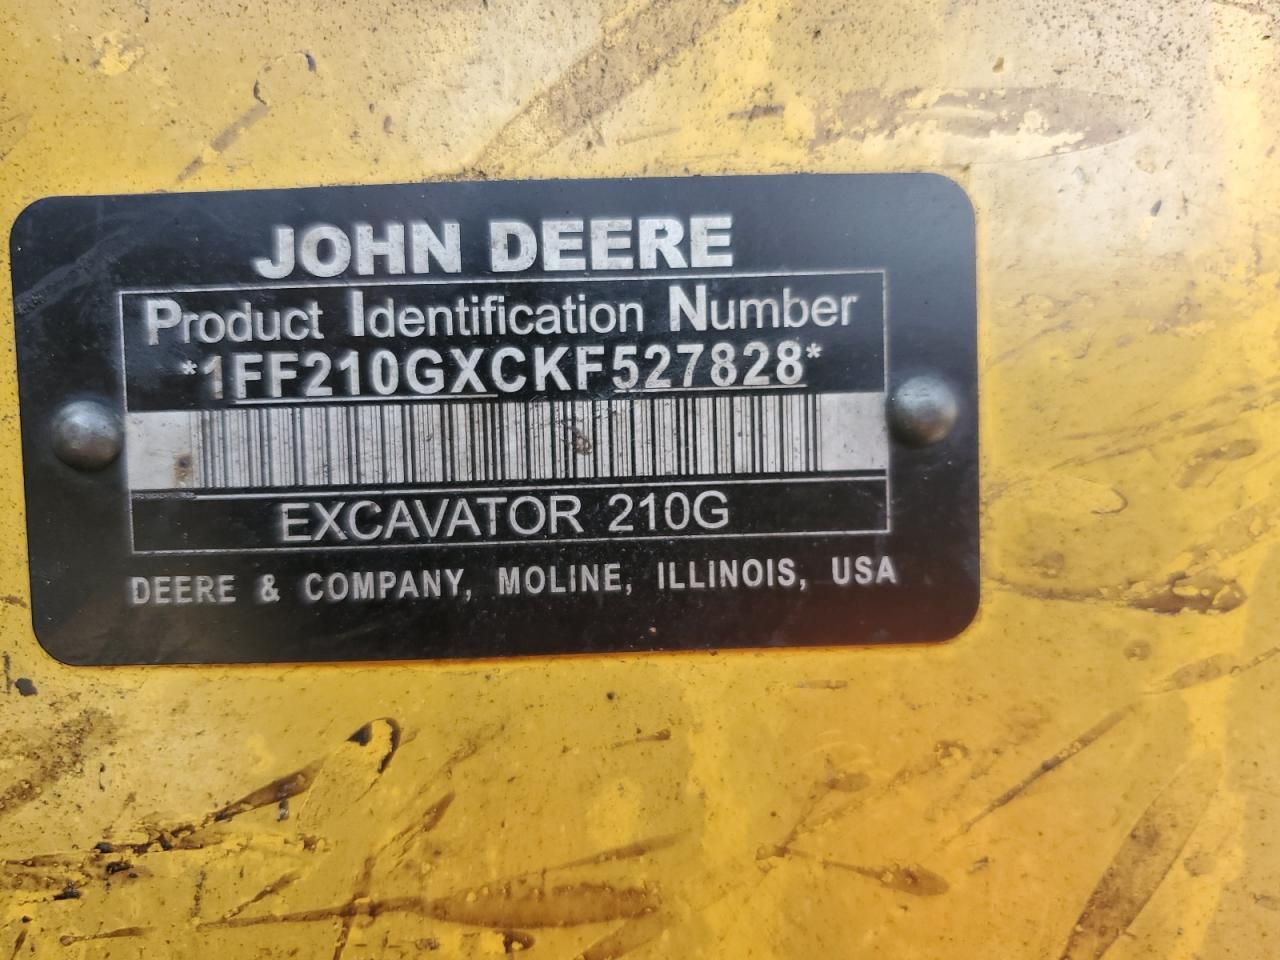 JOHN DEERE
Product Identification Number
*1FF210GXCKF527828*
EXCAVATOR 210G
DEERE & COMPANY, MOLINE, ILLINOIS, USA